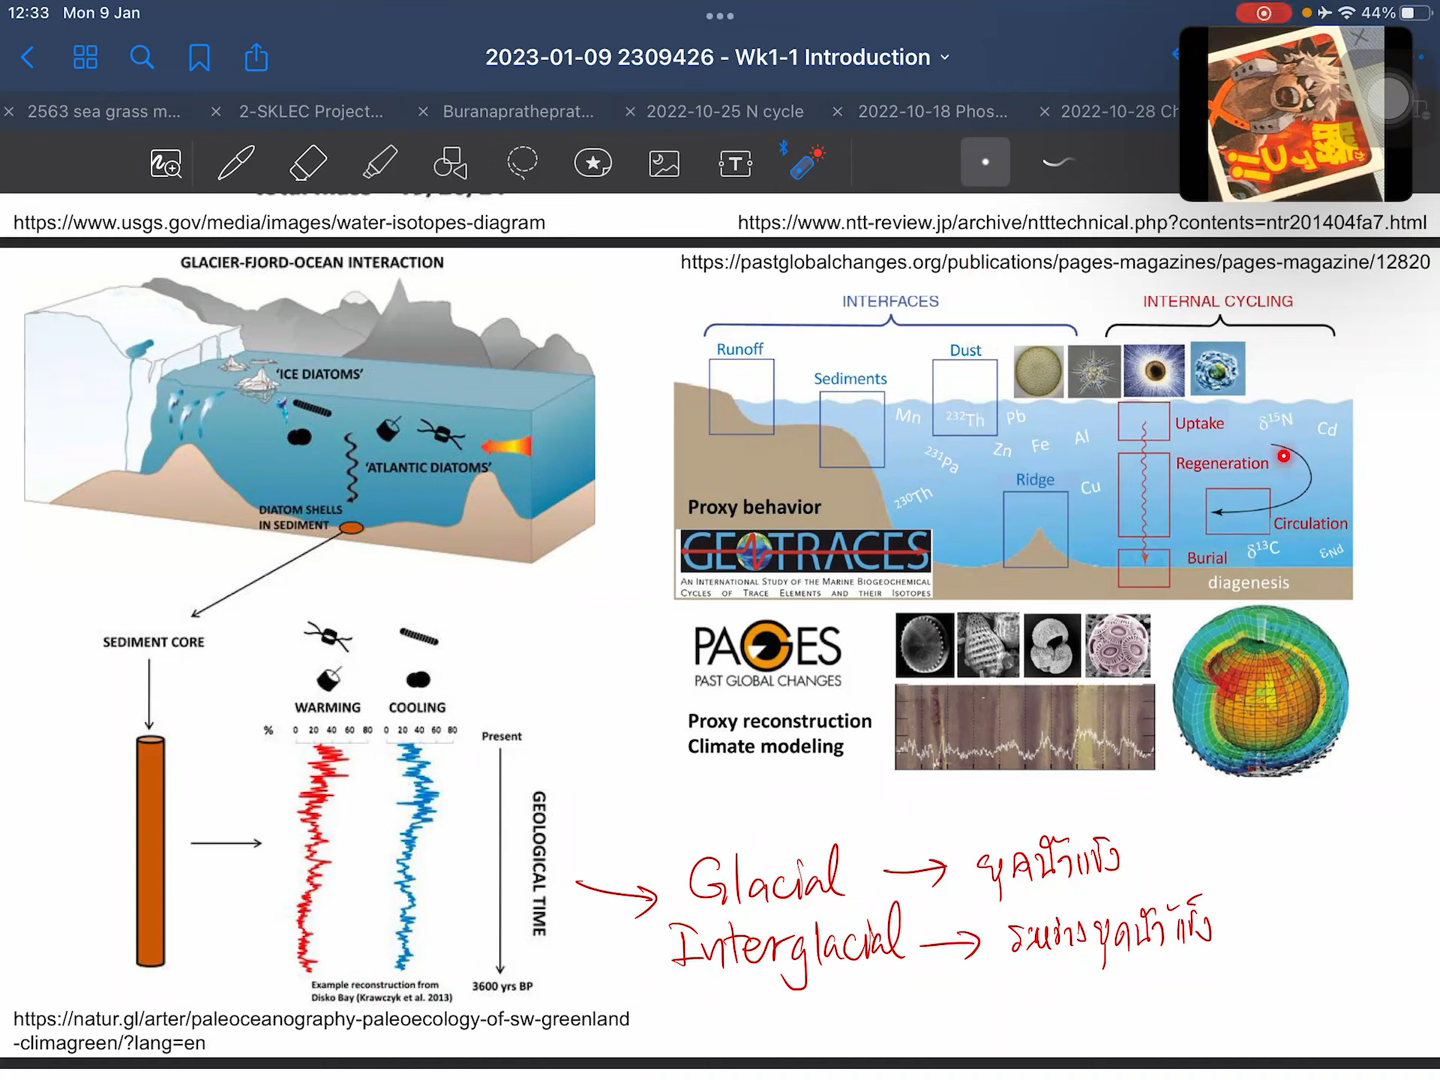 12:33 Mon 9 Jan
44%
2023-01-09 2309426 - Wk1-1 Introduction
2563 sea grass m...
2-SKLEC Project...
Buranapratheprat...
2022-10-25 N cycle
2022-10-18 Phos...
2022-10-28 Ch
https://www.usgs.gov/media/images/water-isotopes-diagram
https://www.ntt-review.jp/archive/ntttechnical.php?contents=ntr201404fa7.html
GLACIER-FJORD-OCEAN INTERACTION
'ICE DIATOMS'
'ATLANTIC DIATOMS'
DIATOM SHELLS
IN SEDIMENT
SEDIMENT CORE
WARMING
COOLING
%
0 20 40 60 80
0 20 40 60 80
Present
GEOLOGICAL TIME
3600 yrs BP
Example reconstruction from
Disko Bay (Krawczyk et al. 2013)
https://natur.gl/arter/paleoceanography-paleoecology-of-sw-greenland
-climagreen/?lang=en
https://pastglobalchanges.org/publications/pages-magazines/pages-magazine/12820
INTERFACES
INTERNAL CYCLING
Runoff
Sediments
Dust
Mn
²³²Th
Pb
Zn
Fe
Al
²³¹Pa
²³⁰Th
Cu
Ridge
Uptake
δ¹⁵N
Cd
Regeneration
Circulation
Burial
δ¹³C
εNd
diagenesis
Proxy behavior
GEOTRACES
AN INTERNATIONAL STUDY OF THE MARINE BIOGEOCHEMICAL
CYCLES OF TRACE ELEMENTS AND THEIR ISOTOPES
PAGES
PAST GLOBAL CHANGES
Proxy reconstruction
Climate modeling
Glacial → ยุคน้ำแข็ง
Interglacial → ระหว่างยุคน้ำแข็ง